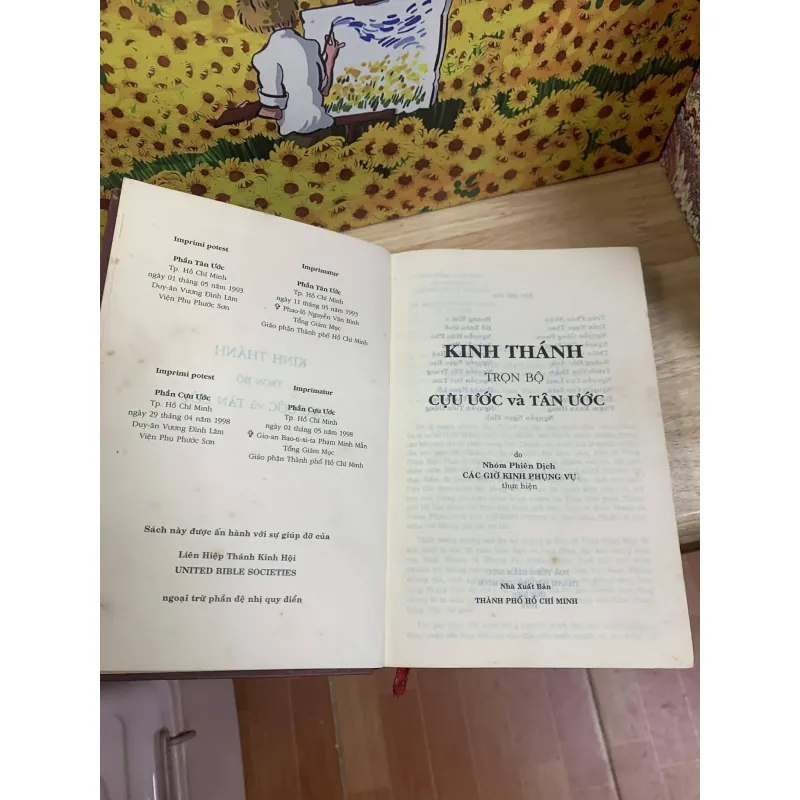 Imprimi potest
Phần Tân Ước
Tp. Hồ Chí Minh
ngày 01 tháng 05 năm 1993
Duy-ân Vương Đình Lâm
Viện Phụ Phước Sơn
Imprimatur
Phần Tân Ước
Tp. Hồ Chí Minh
ngày 11 tháng 05 năm 1993
✞ Phao-lô Nguyễn Văn Bình
Tổng Giám Mục
Giáo phận Thành phố Hồ Chí Minh
Imprimi potest
Phần Cựu Ước
Tp. Hồ Chí Minh
ngày 29 tháng 04 năm 1998
Duy-ân Vương Đình Lâm
Viện Phụ Phước Sơn
Imprimatur
Phần Cựu Ước
Tp. Hồ Chí Minh
ngày 01 tháng 05 năm 1998
✞ Gio-an Bao-ti-xi-ta Phạm Minh Mẫn
Tổng Giám Mục
Giáo phận Thành phố Hồ Chí Minh
Sách này được ấn hành với sự giúp đỡ của
Liên Hiệp Thánh Kinh Hội
UNITED BIBLE SOCIETIES
ngoại trừ phần đệ nhị quy điển
KINH THÁNH
TRỌN BỘ
CỰU ƯỚC và TÂN ƯỚC
do
Nhóm Phiên Dịch
CÁC GIỜ KINH PHỤNG VỤ
thực hiện
Nhà Xuất Bản
THÀNH PHỐ HỒ CHÍ MINH